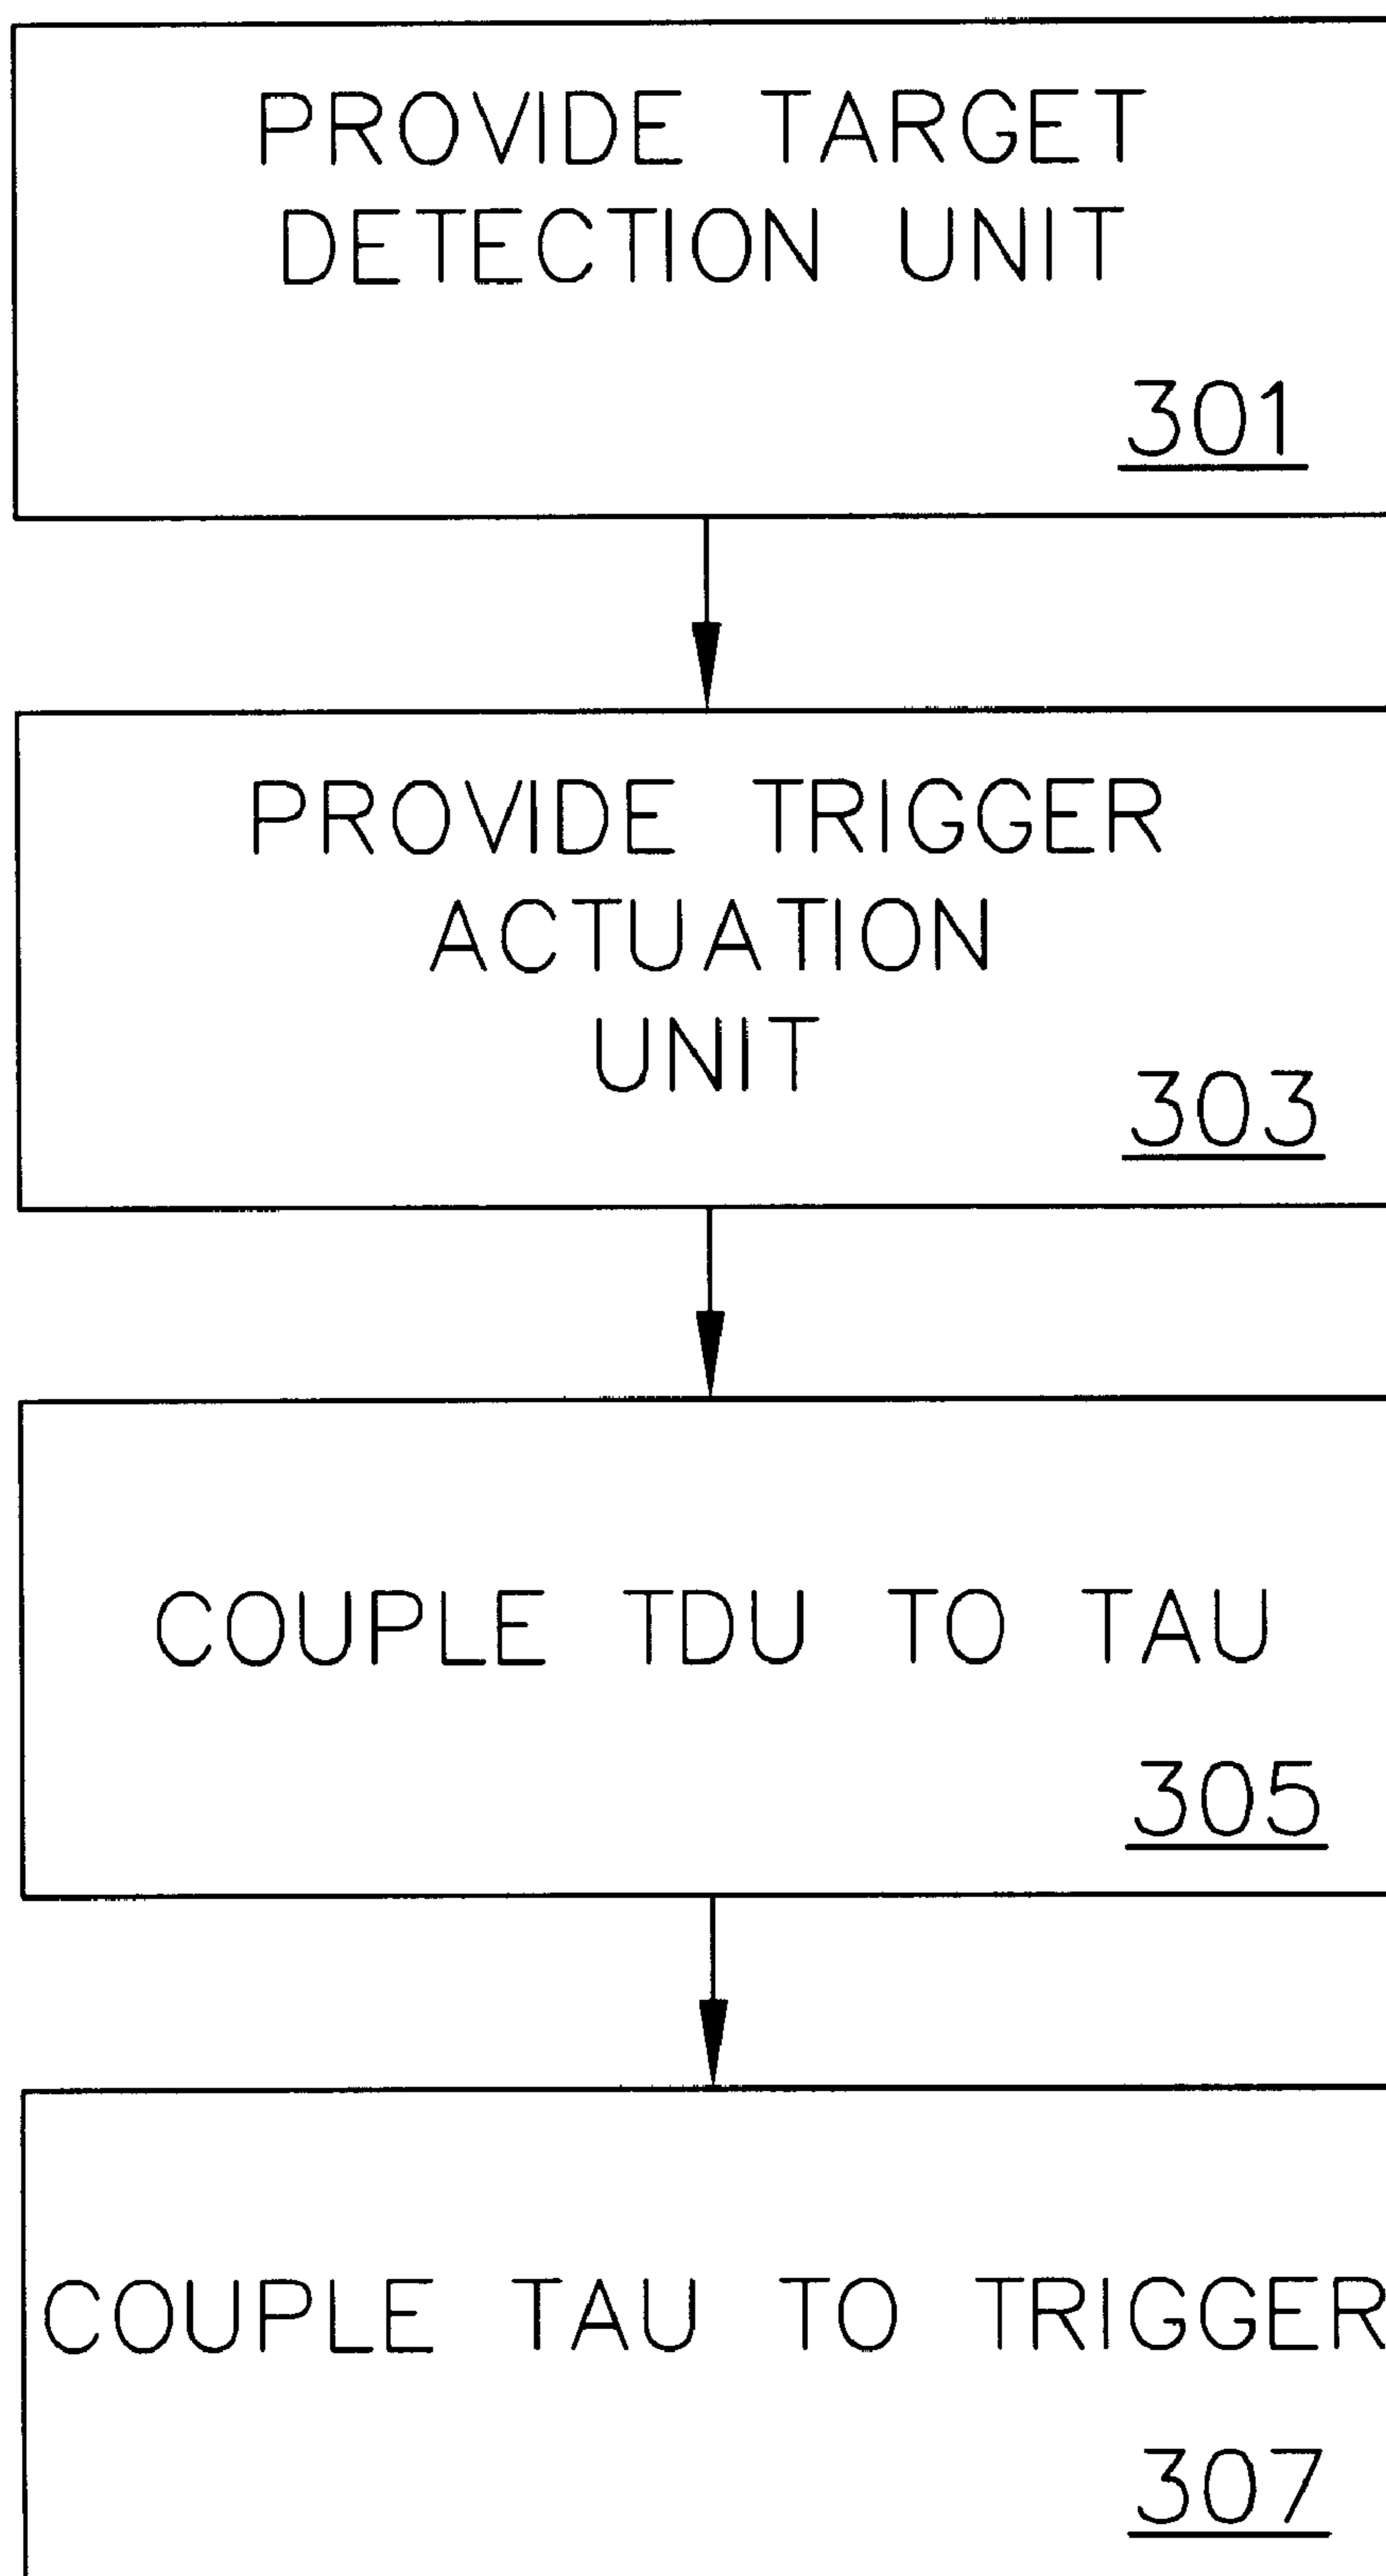 PROVIDE TARGET
DETECTION UNIT
301
PROVIDE TRIGGER
ACTUATION
UNIT
303
COUPLE TDU TO TAU
305
COUPLE TAU TO TRIGGER
307